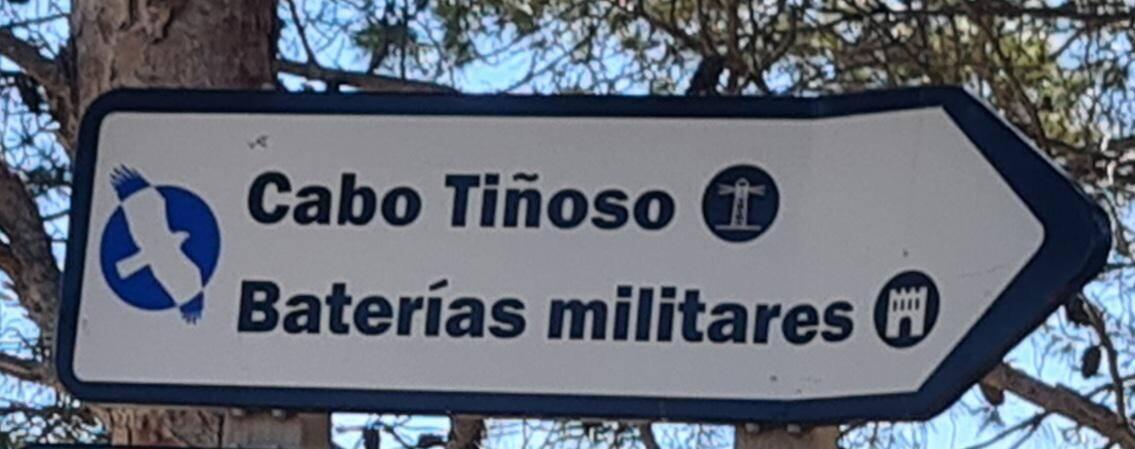 Cabo Tiñoso
Baterías militares